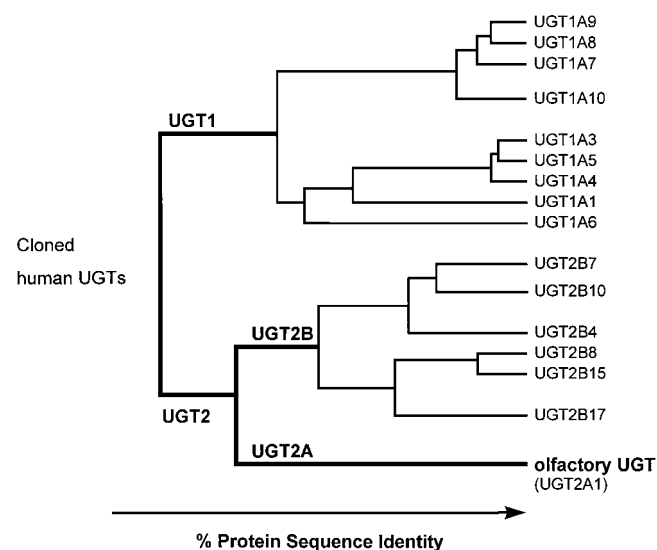 UGT1A9
UGT1A8
UGT1A7
UGT1A10
UGT1
UGT1A3
UGT1A5
UGT1A4
UGT1A1
UGT1A6
Cloned
human UGTs
UGT2B7
UGT2B10
UGT2B
UGT2B4
UGT2B8
UGT2B15
UGT2
UGT2B17
UGT2A
olfactory UGT
(UGT2A1)
% Protein Sequence Identity